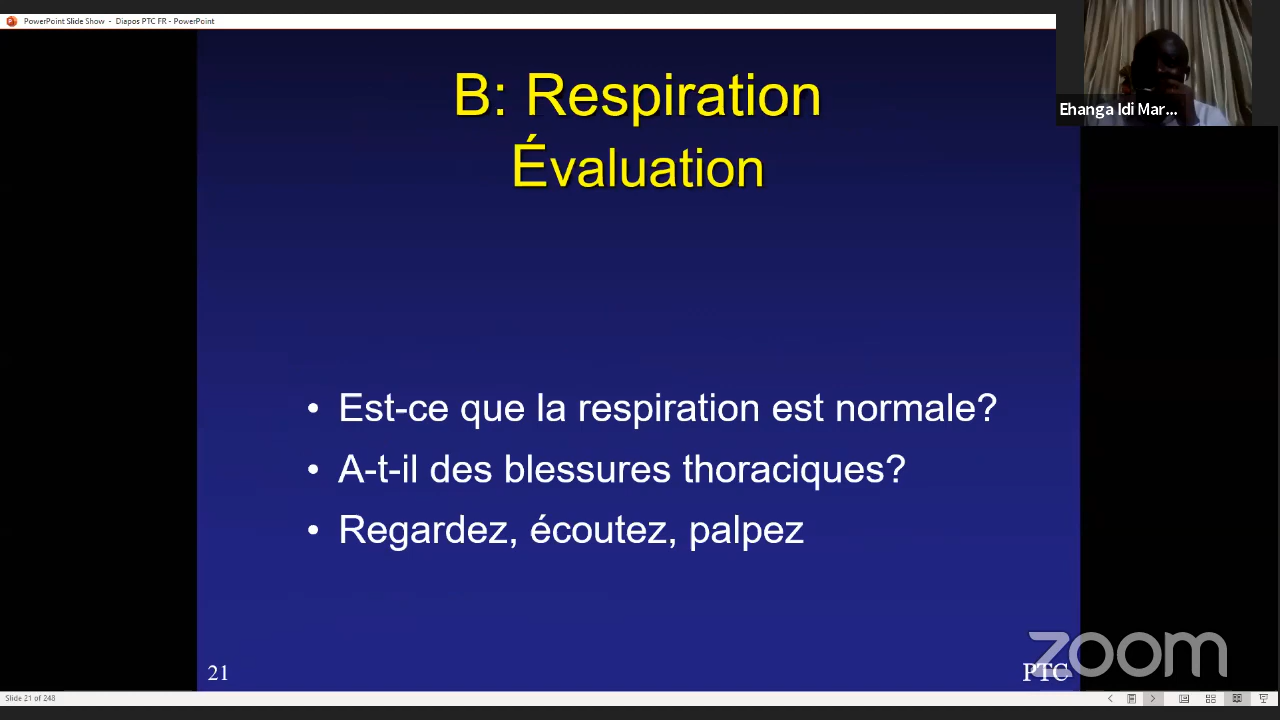 PowerPoint Slide Show - Diapos PTC FR - PowerPoint
Ehanga Idi Mar...
B: Respiration
Évaluation
• Est-ce que la respiration est normale?
• A-t-il des blessures thoraciques?
• Regardez, écoutez, palpez
21
PTC
zoom
Slide 21 of 248